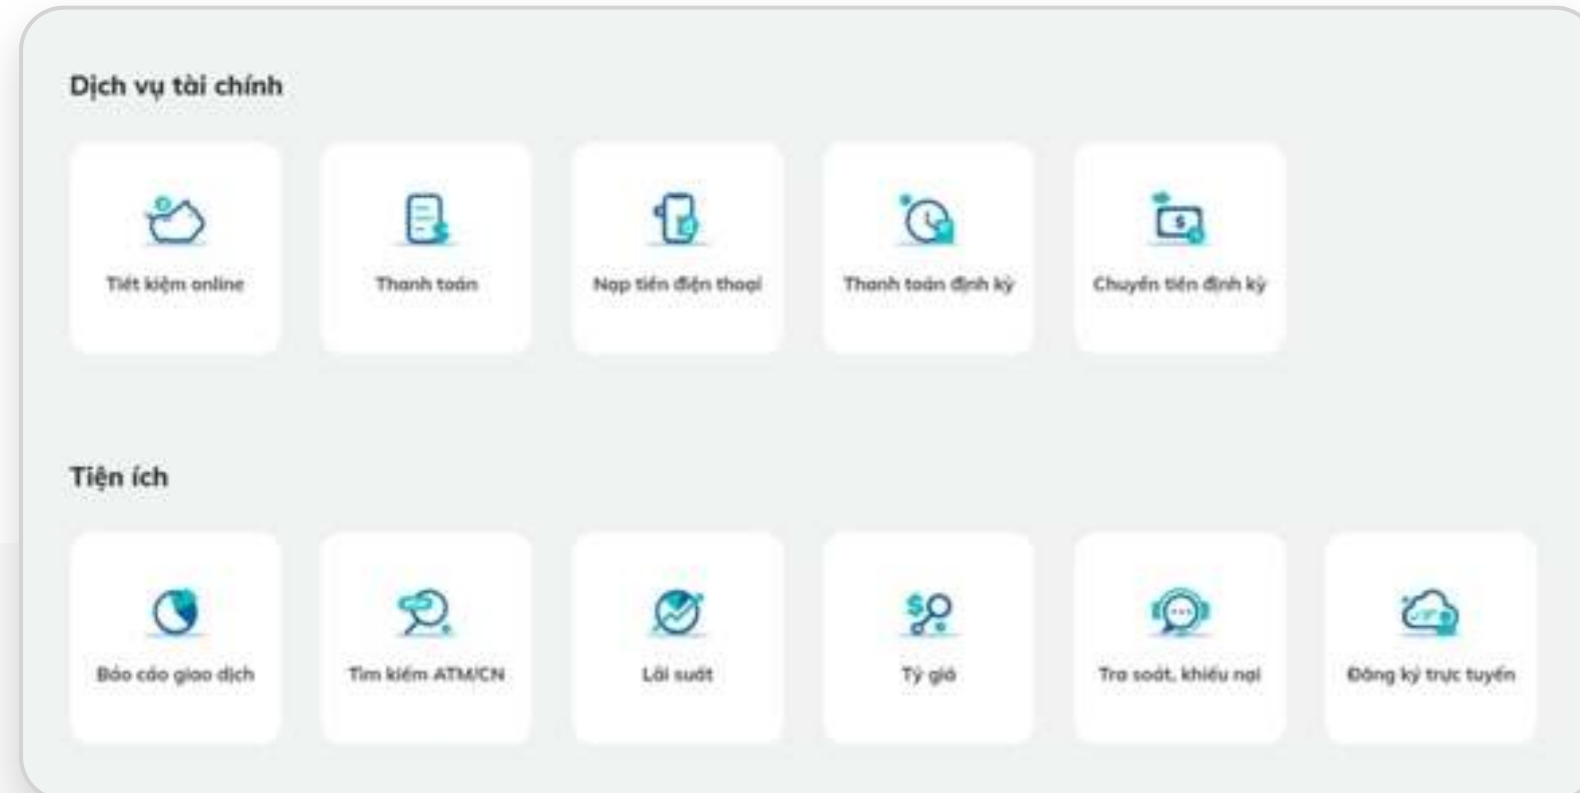 Dịch vụ tài chính
Tiết kiệm online
Thanh toán
Nạp tiền điện thoại
Thanh toán định kỳ
Chuyển tiền định kỳ
Tiện ích
Báo cáo giao dịch
Tìm kiếm ATM/CN
Lãi suất
Tỷ giá
Tra soát, khiếu nại
Đăng ký trực tuyến